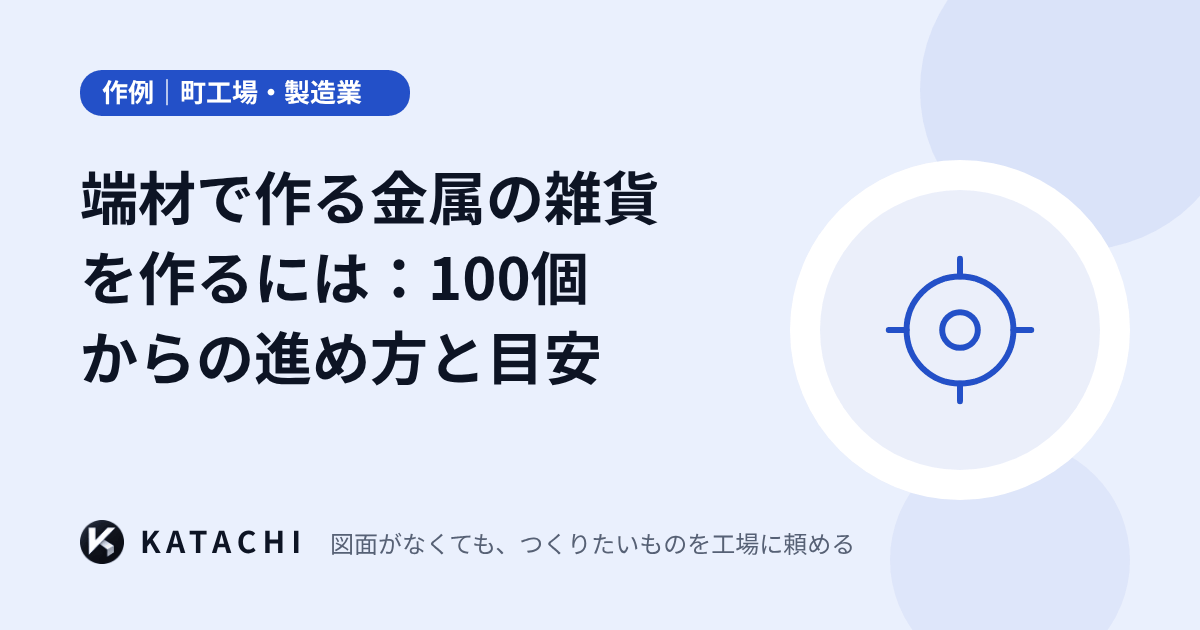 作例｜町工場・製造業
端材で作る金属の雑貨
を作るには：100個
からの進め方と目安
KATACHI 図面がなくても、つくりたいものを工場に頼める